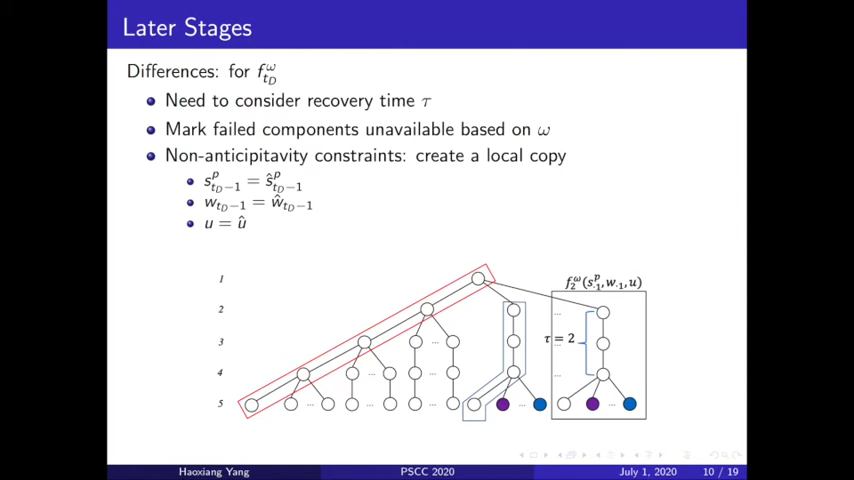 Later Stages
Differences: for f^ω_{t_D}
Need to consider recovery time τ
Mark failed components unavailable based on ω
Non-anticipitavity constraints: create a local copy
s^p_{t_D−1} = ŝ^p_{t_D−1}
w_{t_D−1} = ŵ_{t_D−1}
u = û
1
f^ω_2(s^p_{·1}, w_{·1}, u)
2
...
3
...
...
τ = 2
4
...
...
...
5
...
...
...
...
...
Haoxiang Yang
PSCC 2020
July 1, 2020
10 / 19